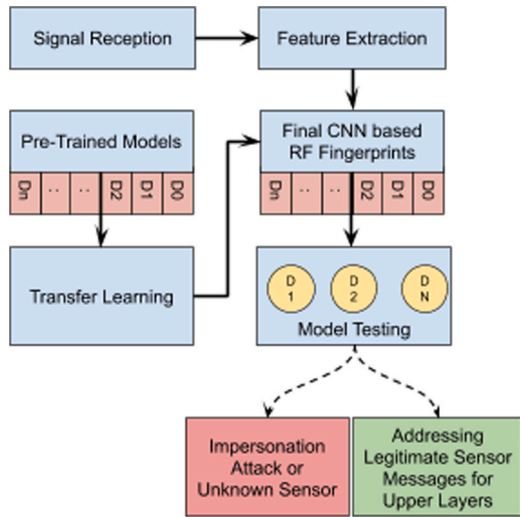 Signal Reception
Feature Extraction
Pre-Trained Models
Dn
..
..
D2
D1
D0
Final CNN based
RF Fingerprints
Dn
..
..
D2
D1
D0
Transfer Learning
D
1
D
2
D
N
Model Testing
Impersonation
Attack or
Unknown Sensor
Addressing
Legitimate Sensor
Messages for
Upper Layers